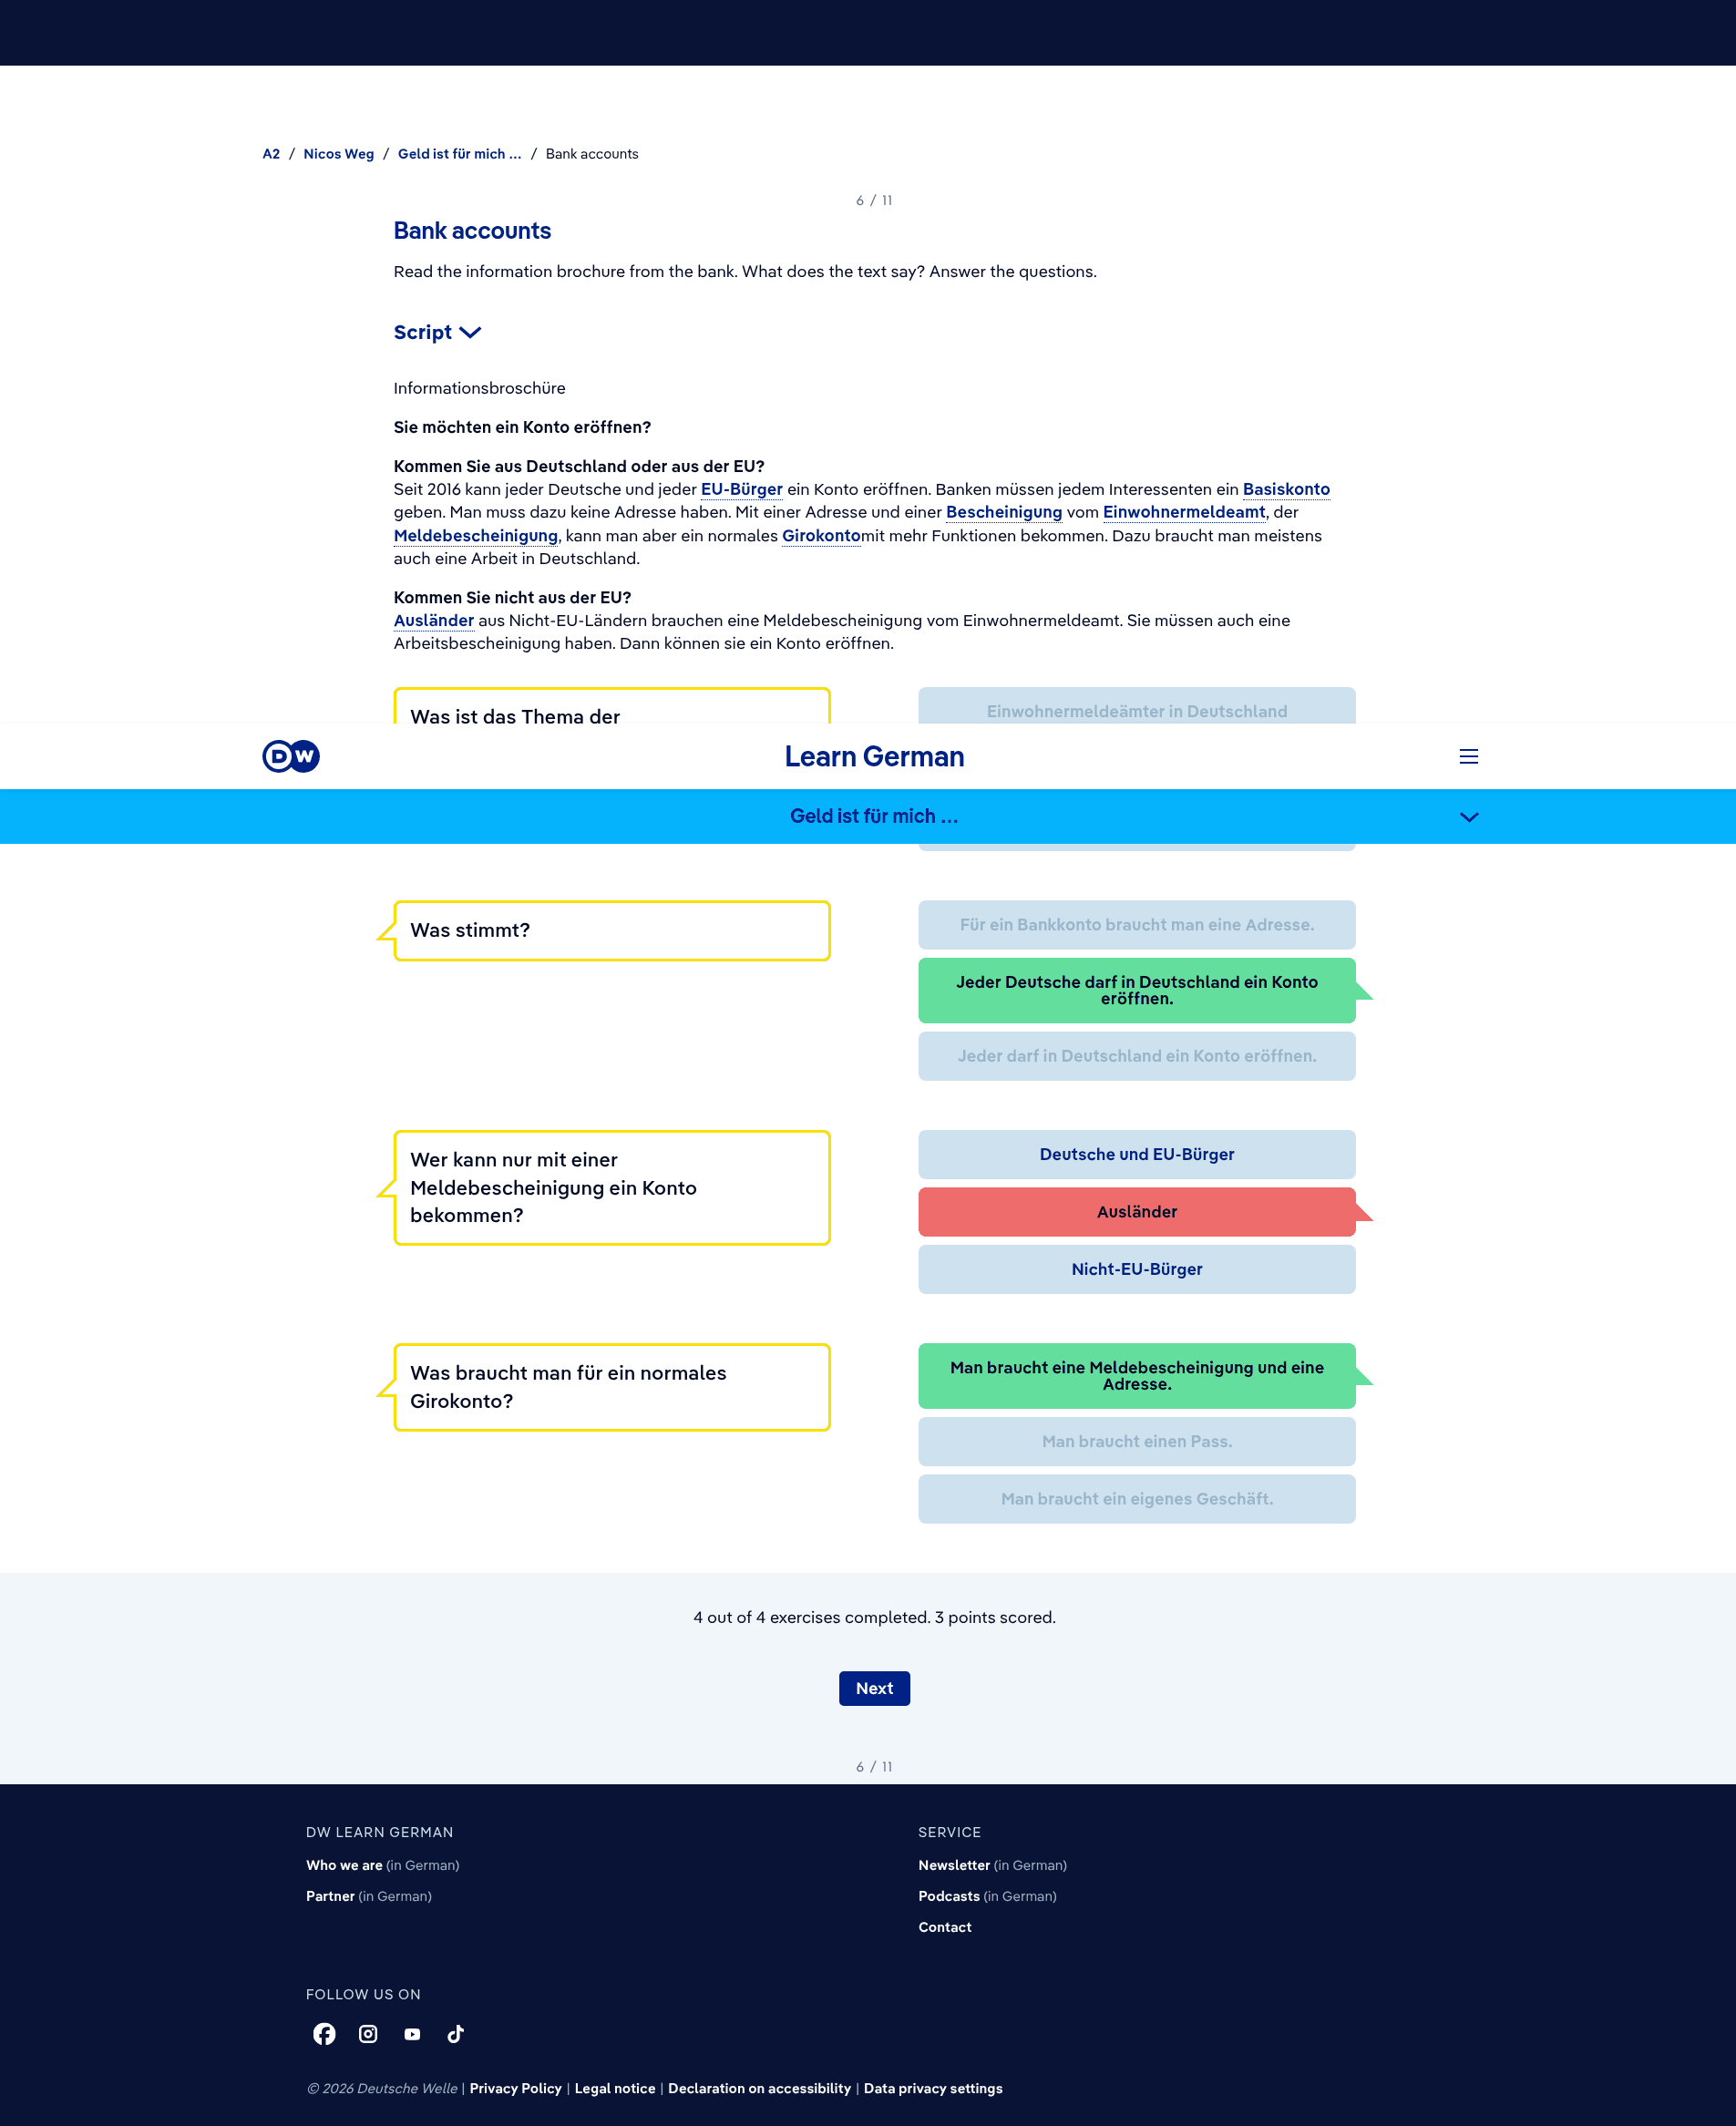 A2 / Nicos Weg / Geld ist für mich … / Bank accounts
6 / 11
Bank accounts
Read the information brochure from the bank. What does the text say? Answer the questions.
Script
Informationsbroschüre
Sie möchten ein Konto eröffnen?
Kommen Sie aus Deutschland oder aus der EU?
Seit 2016 kann jeder Deutsche und jeder EU-Bürger ein Konto eröffnen. Banken müssen jedem Interessenten ein Basiskonto
geben. Man muss dazu keine Adresse haben. Mit einer Adresse und einer Bescheinigung vom Einwohnermeldeamt, der
Meldebescheinigung, kann man aber ein normales Girokontomit mehr Funktionen bekommen. Dazu braucht man meistens
auch eine Arbeit in Deutschland.
Kommen Sie nicht aus der EU?
Ausländer aus Nicht-EU-Ländern brauchen eine Meldebescheinigung vom Einwohnermeldeamt. Sie müssen auch eine
Arbeitsbescheinigung haben. Dann können sie ein Konto eröffnen.
Was ist das Thema der
Einwohnermeldeämter in Deutschland
DW
Learn German
Geld ist für mich …
Was stimmt?
Für ein Bankkonto braucht man eine Adresse.
Jeder Deutsche darf in Deutschland ein Konto
eröffnen.
Jeder darf in Deutschland ein Konto eröffnen.
Wer kann nur mit einer
Meldebescheinigung ein Konto
bekommen?
Deutsche und EU-Bürger
Ausländer
Nicht-EU-Bürger
Was braucht man für ein normales
Girokonto?
Man braucht eine Meldebescheinigung und eine
Adresse.
Man braucht einen Pass.
Man braucht ein eigenes Geschäft.
4 out of 4 exercises completed. 3 points scored.
Next
6 / 11
DW LEARN GERMAN
Who we are (in German)
Partner (in German)
SERVICE
Newsletter (in German)
Podcasts (in German)
Contact
FOLLOW US ON
© 2026 Deutsche Welle | Privacy Policy | Legal notice | Declaration on accessibility | Data privacy settings